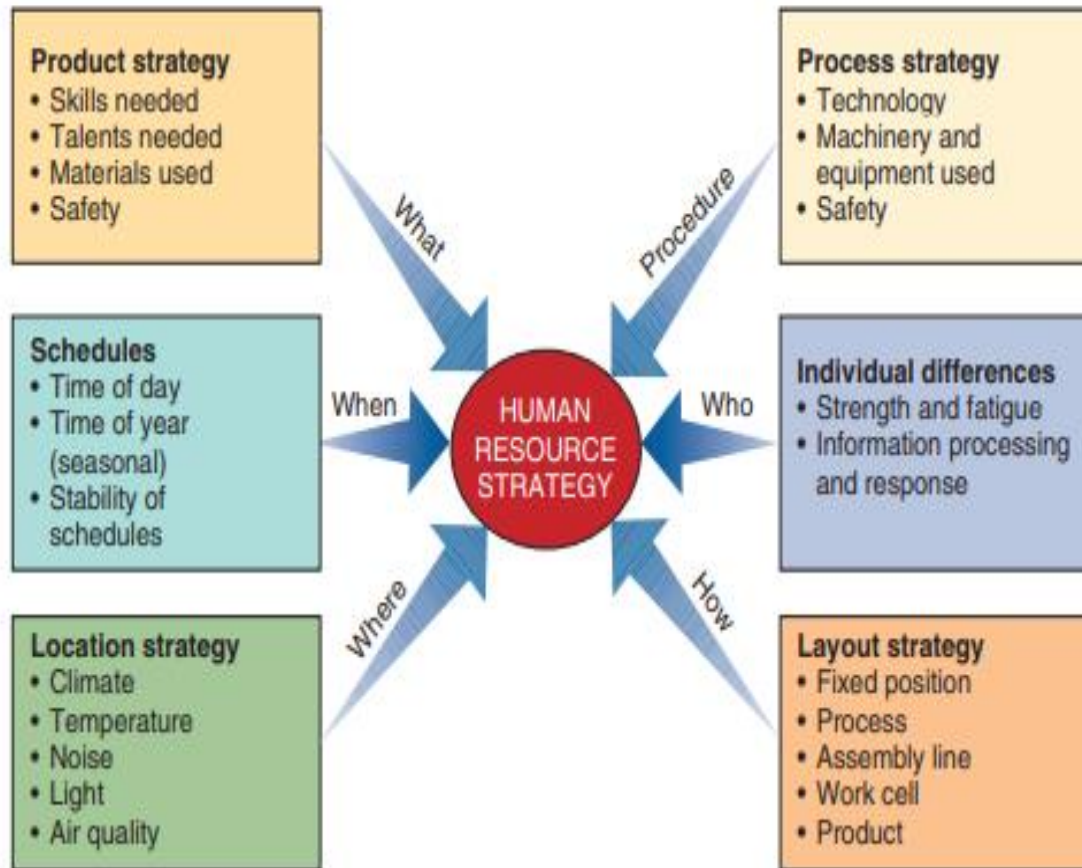 Product strategy
• Skills needed
• Talents needed
• Materials used
• Safety
What
Process strategy
• Technology
• Machinery and
equipment used
• Safety
Procedure
Schedules
• Time of day
• Time of year
(seasonal)
• Stability of
schedules
When
HUMAN
RESOURCE
STRATEGY
Who
Individual differences
• Strength and fatigue
• Information processing
and response
Location strategy
• Climate
• Temperature
• Noise
• Light
• Air quality
Where
How
Layout strategy
• Fixed position
• Process
• Assembly line
• Work cell
• Product